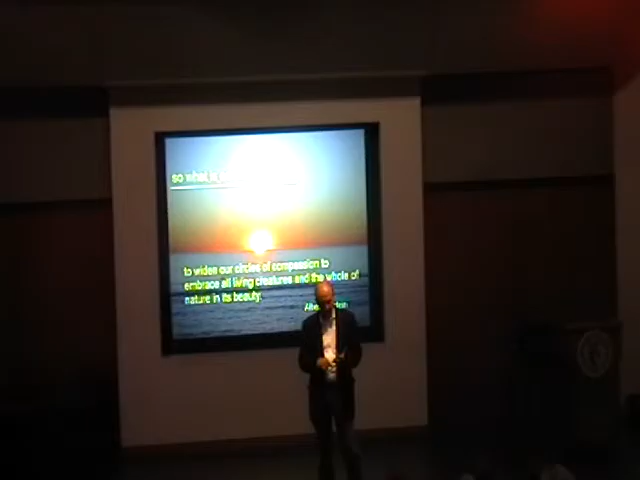 so what is
to widen our circles of compassion to
embrace all living creatures and the whole of
nature in its beauty.